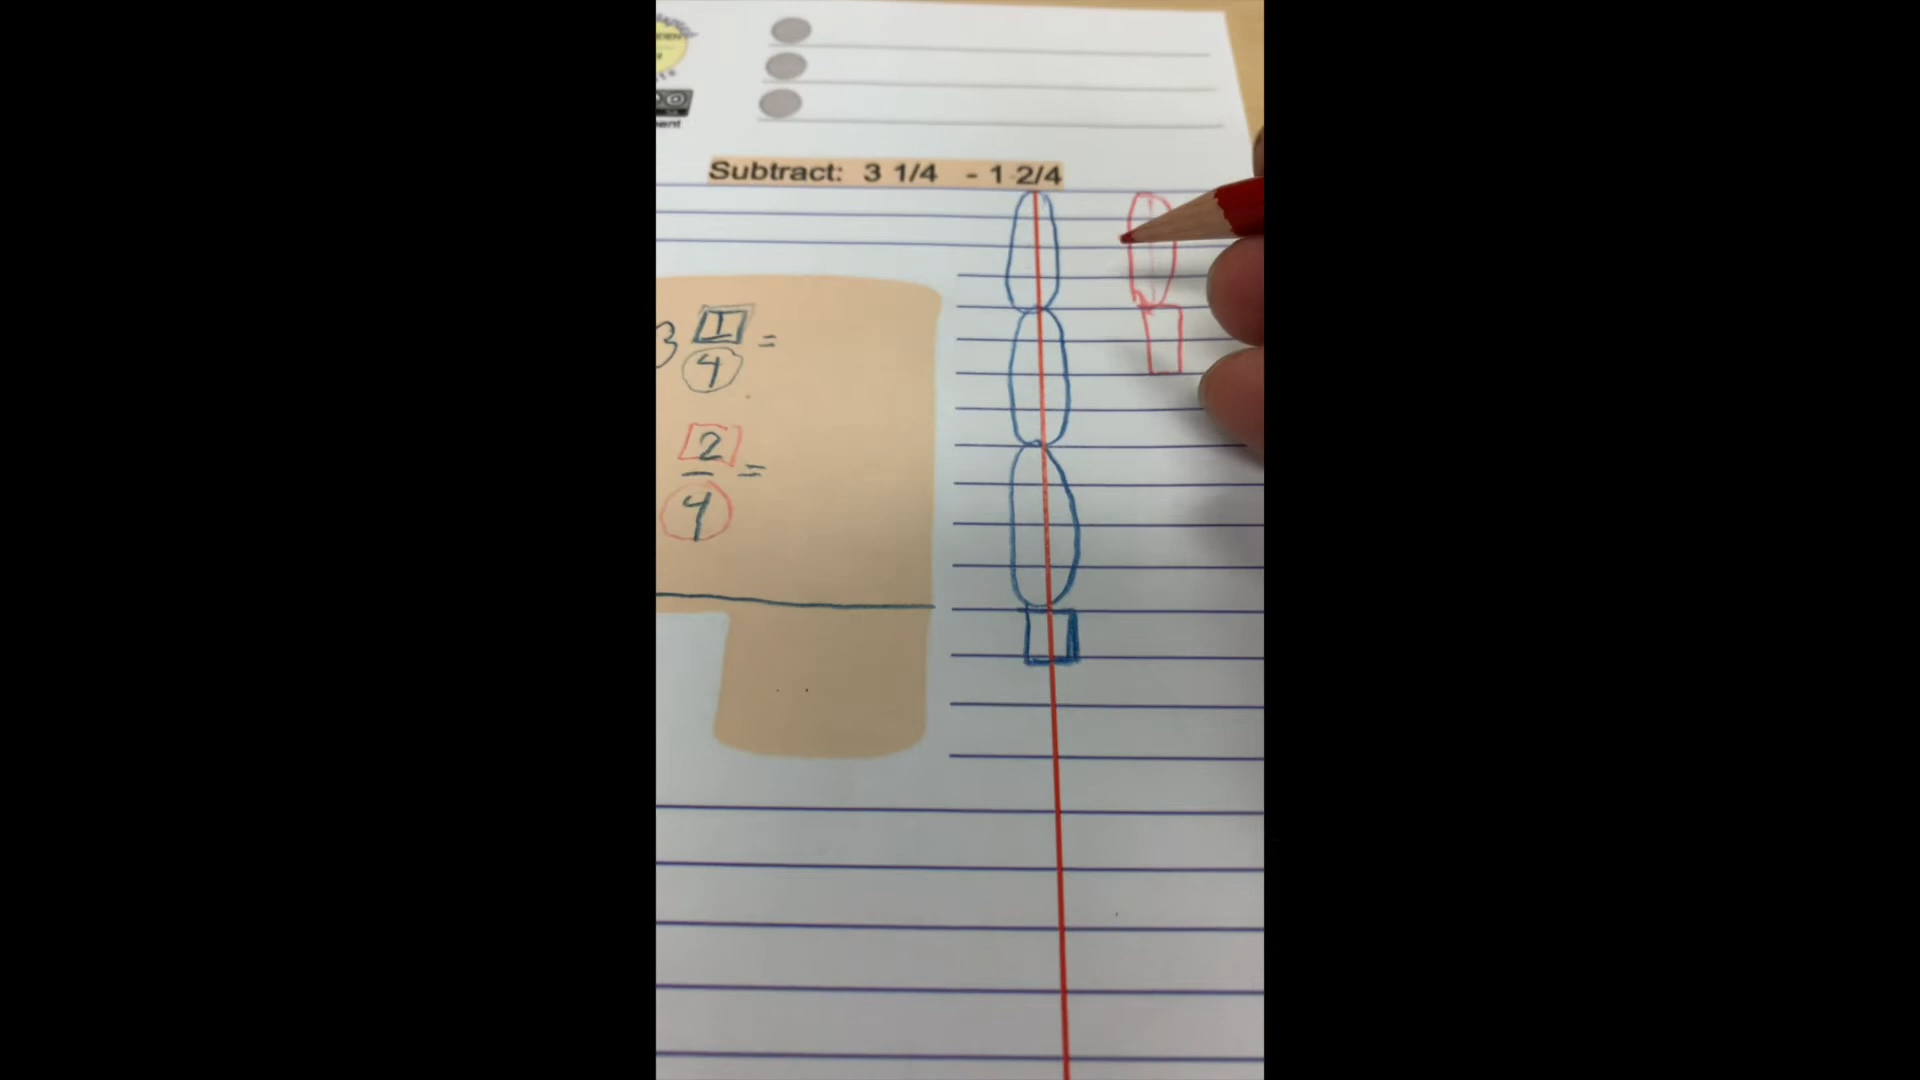 Subtract: 3 1/4 - 1 2/4
3 1
4 =
2
4 =